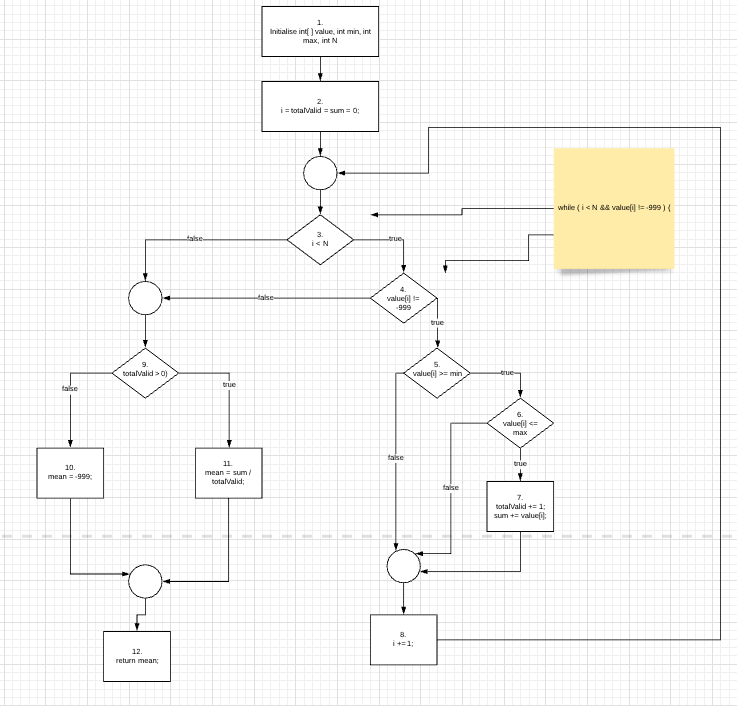 1.
Initialise int[ ] value, int min, int
max, int N
2.
i = totalValid = sum = 0;
while ( i < N && value[i] != -999 ) {
3.
i < N
false
true
4.
value[i] !=
-999
false
true
5.
value[i] >= min
true
false
6.
value[i] <=
max
false
true
7.
totalValid += 1;
sum += value[i];
8.
i += 1;
9.
totalValid > 0)
false
true
10.
mean = -999;
11.
mean = sum /
totalValid;
12.
return mean;